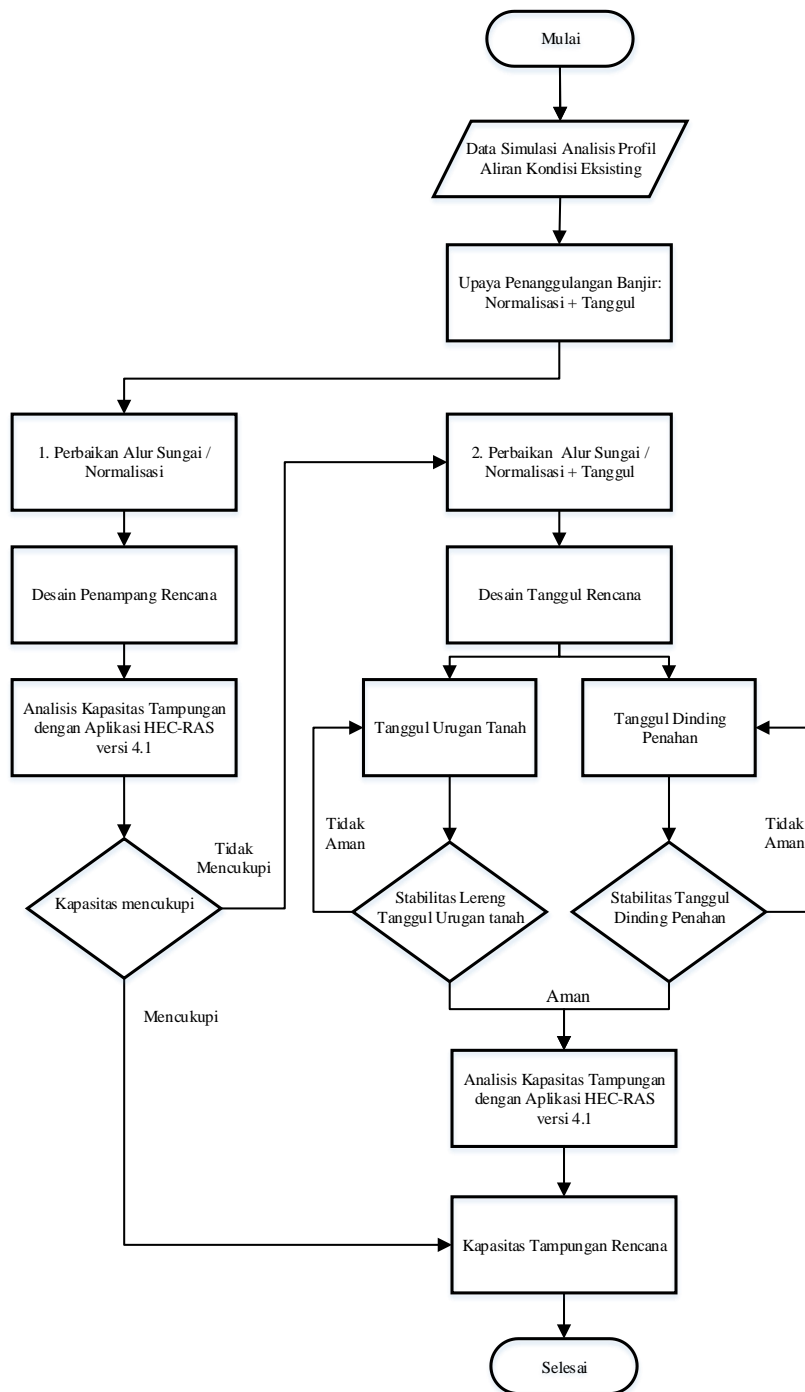 Mulai
Data Simulasi Analisis Profil
Aliran Kondisi Eksisting
Upaya Penanggulangan Banjir:
Normalisasi + Tanggul
1. Perbaikan Alur Sungai /
Normalisasi
2. Perbaikan Alur Sungai /
Normalisasi + Tanggul
Desain Penampang Rencana
Desain Tanggul Rencana
Analisis Kapasitas Tampungan
dengan Aplikasi HEC-RAS
versi 4.1
Tanggul Urugan Tanah
Tanggul Dinding
Penahan
Tidak
Mencukupi
Tidak
Aman
Tidak
Aman
Kapasitas mencukupi
Stabilitas Lereng
Tanggul Urugan tanah
Stabilitas Tanggul
Dinding Penahan
Mencukupi
Aman
Analisis Kapasitas Tampungan
dengan Aplikasi HEC-RAS
versi 4.1
Kapasitas Tampungan Rencana
Selesai